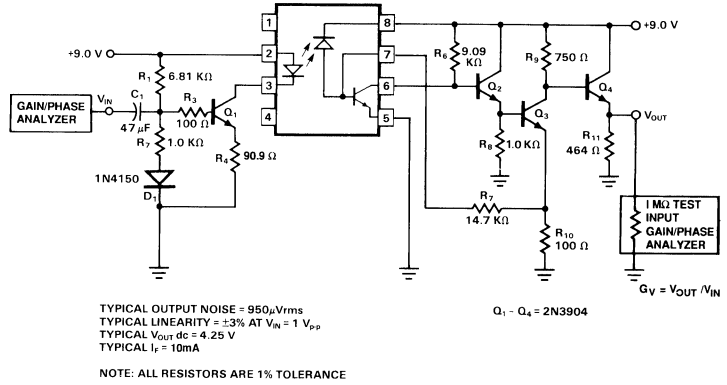 +9.0 V
R1 6.81 KΩ
GAIN/PHASE
ANALYZER
VIN
C1
47 μF
R3
100 Ω
Q1
R7 1.0 KΩ
R4 90.9 Ω
1N4150
D1
1
2
3
4
8
7
6
5
+9.0 V
R6 9.09
KΩ
R9 750 Ω
Q2
Q3
Q4
R8 1.0 KΩ
VOUT
R11
464 Ω
R7
14.7 KΩ
R10
100 Ω
1 MΩ TEST
INPUT
GAIN/PHASE
ANALYZER
GV = VOUT /VIN
Q1 - Q4 = 2N3904
TYPICAL OUTPUT NOISE = 950μVrms
TYPICAL LINEARITY = ±3% AT VIN = 1 Vp-p
TYPICAL VOUT dc = 4.25 V
TYPICAL IF = 10mA
NOTE: ALL RESISTORS ARE 1% TOLERANCE